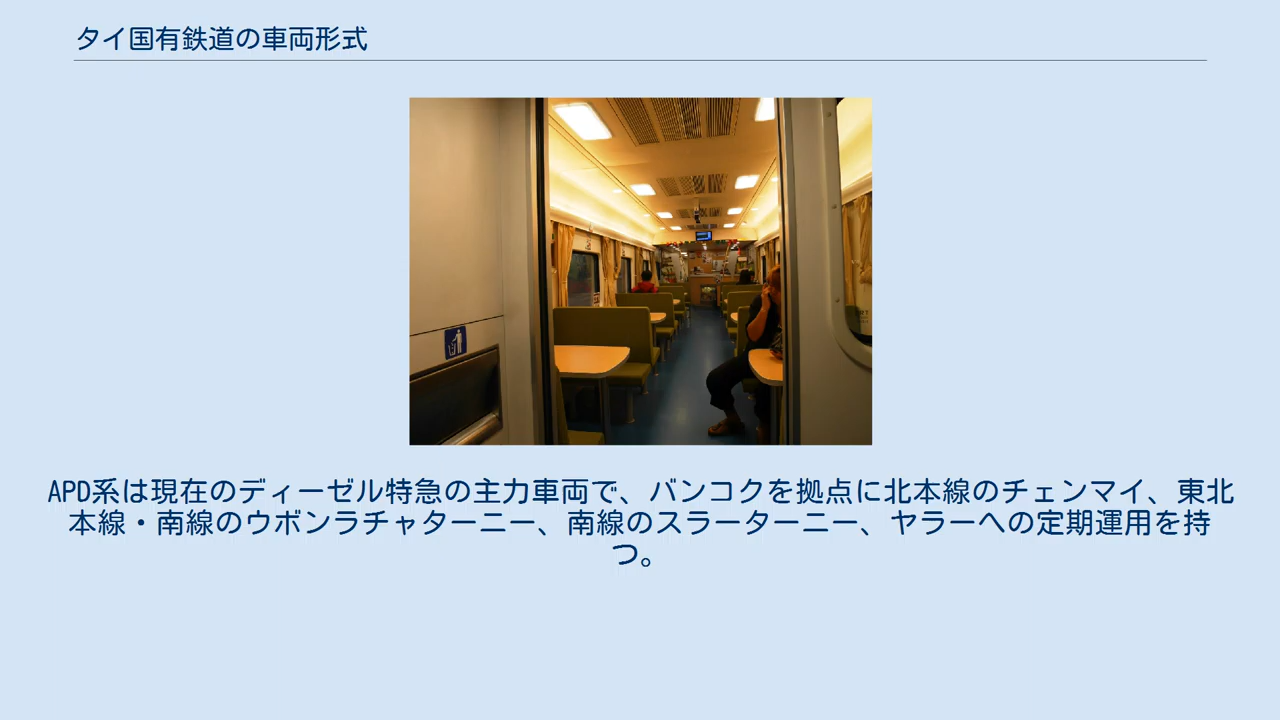 タイ国有鉄道の車両形式
APD系は現在のディーゼル特急の主力車両で、バンコクを拠点に北本線のチェンマイ、東北
本線・南線のウボンラチャターニー、南線のスラーターニー、ヤラーへの定期運用を持
つ。